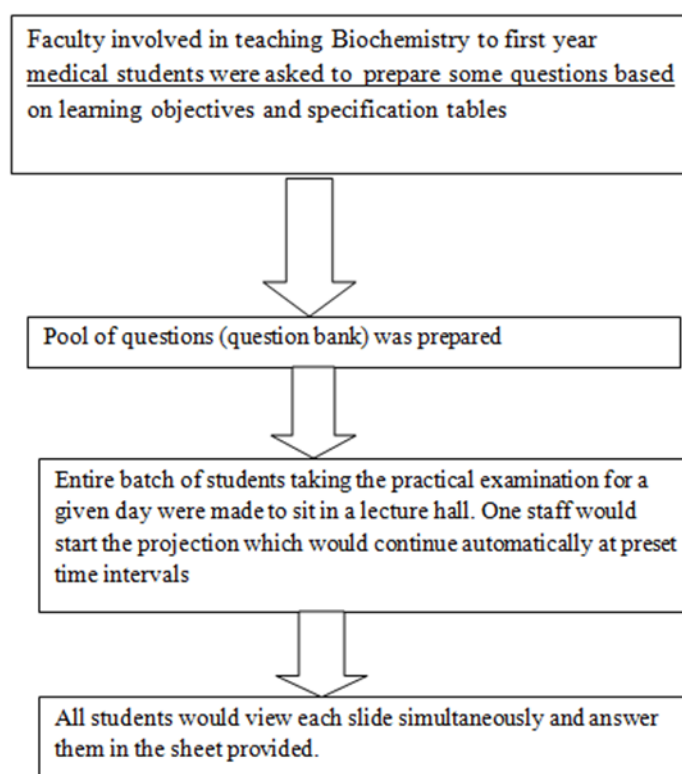 Faculty involved in teaching Biochemistry to first year
medical students were asked to prepare some questions based
on learning objectives and specification tables
Pool of questions (question bank) was prepared
Entire batch of students taking the practical examination for a
given day were made to sit in a lecture hall. One staff would
start the projection which would continue automatically at preset
time intervals
All students would view each slide simultaneously and answer
them in the sheet provided.